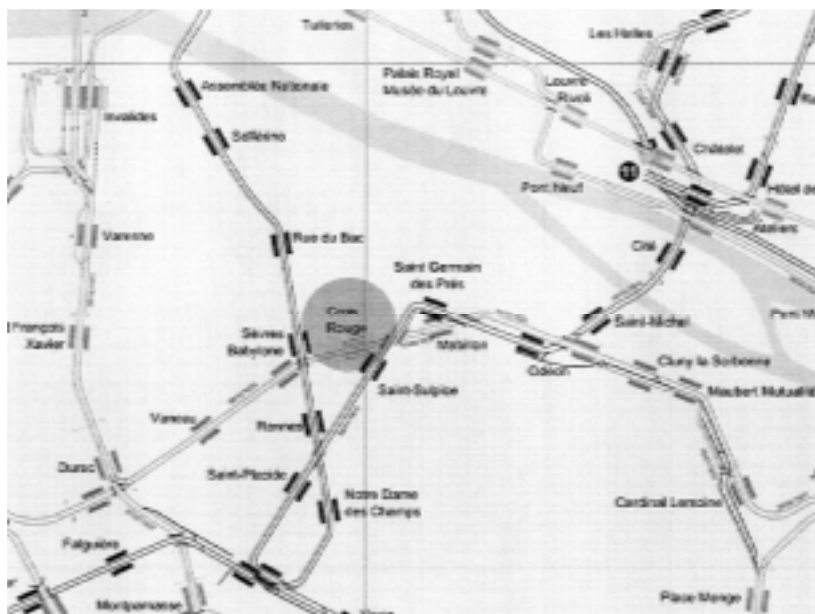 Tuileries
Les Halles
Assemblée Nationale
Palais Royal
Musée du Louvre
Louvre
Rivoli
Invalides
Solférino
Châtelet
Pont Neuf
Hôtel de
Ateliers
Varenne
Rue du Bac
Cité
Saint Germain
des Prés
Croix
Rouge
Saint-Michel
Pont M
François
Xavier
Sèvres
Babylone
Mabillon
Odéon
Cluny la Sorbonne
Saint-Sulpice
Maubert Mutualité
Vaneau
Rennes
Duroc
Saint-Placide
Notre Dame
des Champs
Cardinal Lemoine
Falguière
Montparnasse
Place Monge